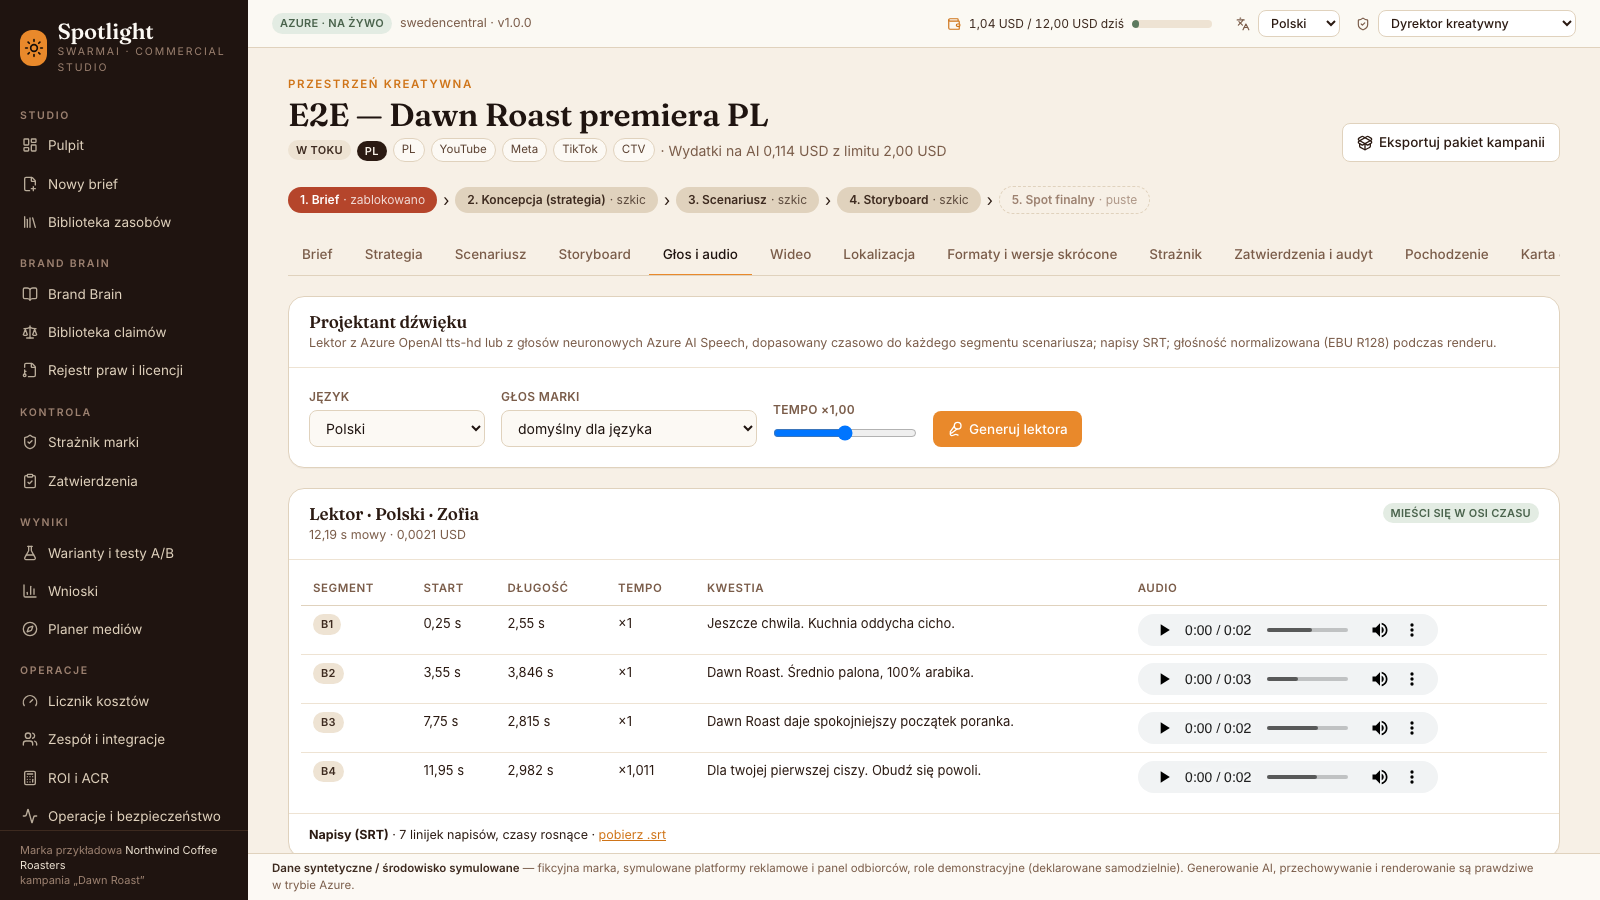 Spotlight
SWARMAI · COMMERCIAL
STUDIO
STUDIO
Pulpit
Nowy brief
Biblioteka zasobów
BRAND BRAIN
Brand Brain
Biblioteka claimów
Rejestr praw i licencji
KONTROLA
Strażnik marki
Zatwierdzenia
WYNIKI
Warianty i testy A/B
Wnioski
Planer mediów
OPERACJE
Licznik kosztów
Zespół i integracje
ROI i ACR
Operacje i bezpieczeństwo
Marka przykładowa Northwind Coffee
Roasters
kampania „Dawn Roast”
AZURE · NA ŻYWO swedencentral · v1.0.0 1,04 USD / 12,00 USD dziś Polski Dyrektor kreatywny
PRZESTRZEŃ KREATYWNA
E2E — Dawn Roast premiera PL
W TOKU PL PL YouTube Meta TikTok CTV · Wydatki na AI 0,114 USD z limitu 2,00 USD
Eksportuj pakiet kampanii
1. Brief · zablokowano › 2. Koncepcja (strategia) · szkic › 3. Scenariusz · szkic › 4. Storyboard · szkic › 5. Spot finalny · puste
Brief Strategia Scenariusz Storyboard Głos i audio Wideo Lokalizacja Formaty i wersje skrócone Strażnik Zatwierdzenia i audyt Pochodzenie Karta
Projektant dźwięku
Lektor z Azure OpenAI tts-hd lub z głosów neuronowych Azure AI Speech, dopasowany czasowo do każdego segmentu scenariusza; napisy SRT; głośność normalizowana (EBU R128) podczas renderu.
JĘZYK GŁOS MARKI TEMPO ×1,00
Polski domyślny dla języka Generuj lektora
Lektor · Polski · Zofia
12,19 s mowy · 0,0021 USD
MIEŚCI SIĘ W OSI CZASU
SEGMENT START DŁUGOŚĆ TEMPO KWESTIA AUDIO
B1 0,25 s 2,55 s ×1 Jeszcze chwila. Kuchnia oddycha cicho. 0:00 / 0:02
B2 3,55 s 3,846 s ×1 Dawn Roast. Średnio palona, 100% arabika. 0:00 / 0:03
B3 7,75 s 2,815 s ×1 Dawn Roast daje spokojniejszy początek poranka. 0:00 / 0:02
B4 11,95 s 2,982 s ×1,011 Dla twojej pierwszej ciszy. Obudź się powoli. 0:00 / 0:02
Napisy (SRT) · 7 linijek napisów, czasy rosnące · pobierz .srt
Dane syntetyczne / środowisko symulowane — fikcyjna marka, symulowane platformy reklamowe i panel odbiorców, role demonstracyjne (deklarowane samodzielnie). Generowanie AI, przechowywanie i renderowanie są prawdziwe
w trybie Azure.